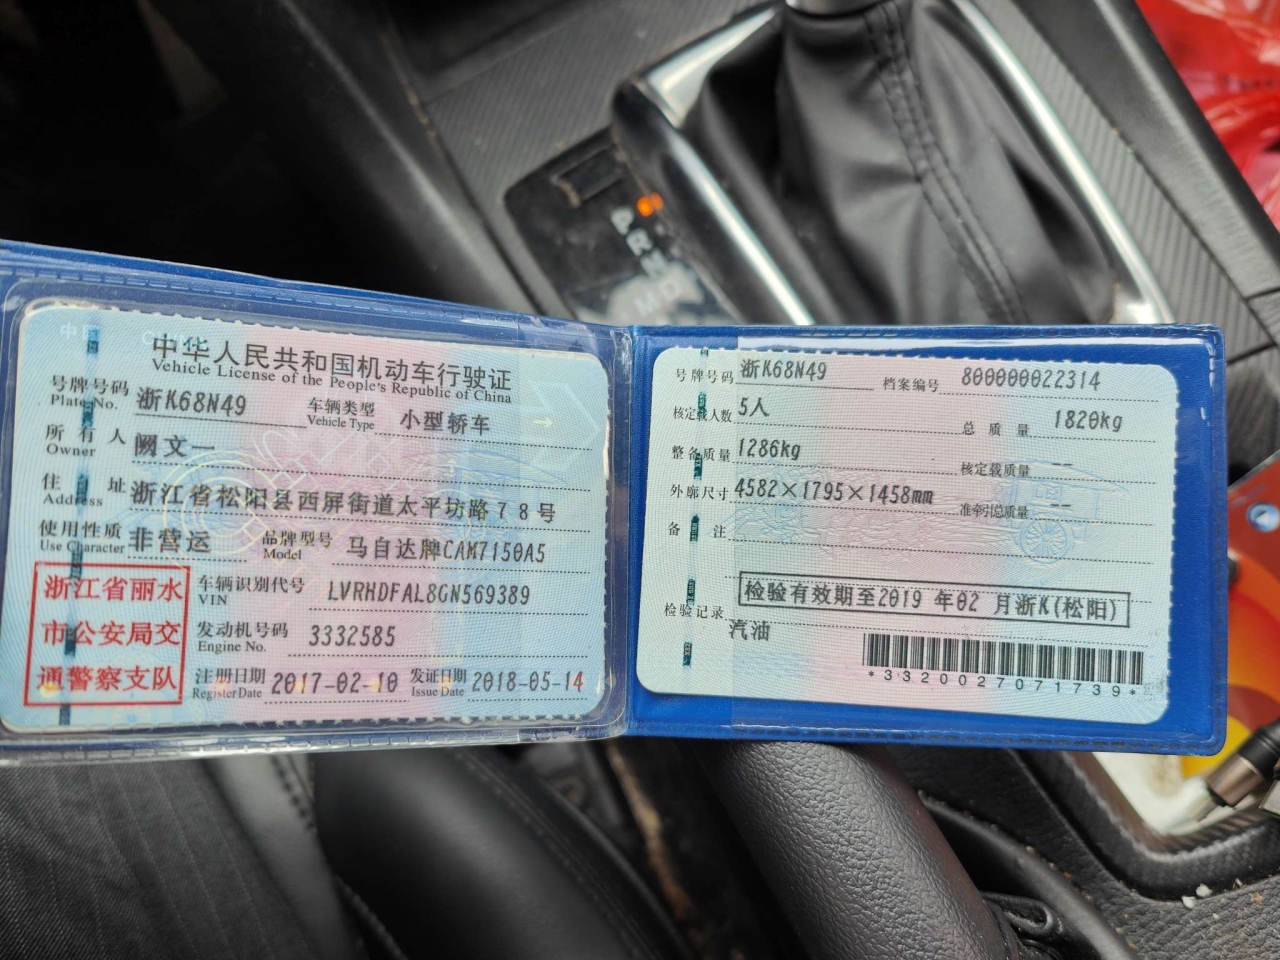 中华人民共和国机动车行驶证
Vehicle License of the People's Republic of China
号牌号码 浙K68N49 车辆类型 小型轿车
Plate No. Vehicle Type
所有人 阙文一
Owner
住址 浙江省松阳县西屏街道太平坊路78号
Address
使用性质 非营运 品牌型号 马自达牌CAM7150A5
Use Character Model
浙江省丽水
市公安局交
通警察支队
车辆识别代号 LVRHDFAL8GN569389
VIN
发动机号码 3332585
Engine No.
注册日期 2017-02-10 发证日期 2018-05-14
Register Date Issue Date
号牌号码 浙K68N49 档案编号 800000022314
核定载人数 5人 总质量 1820kg
整备质量 1286kg 核定载质量 --
外廓尺寸 4582×1795×1458mm 准牵引总质量 --
备注
检验记录 检验有效期至2019年02月浙K(松阳)
汽油
*3320027071739*
P
R
N
D
M